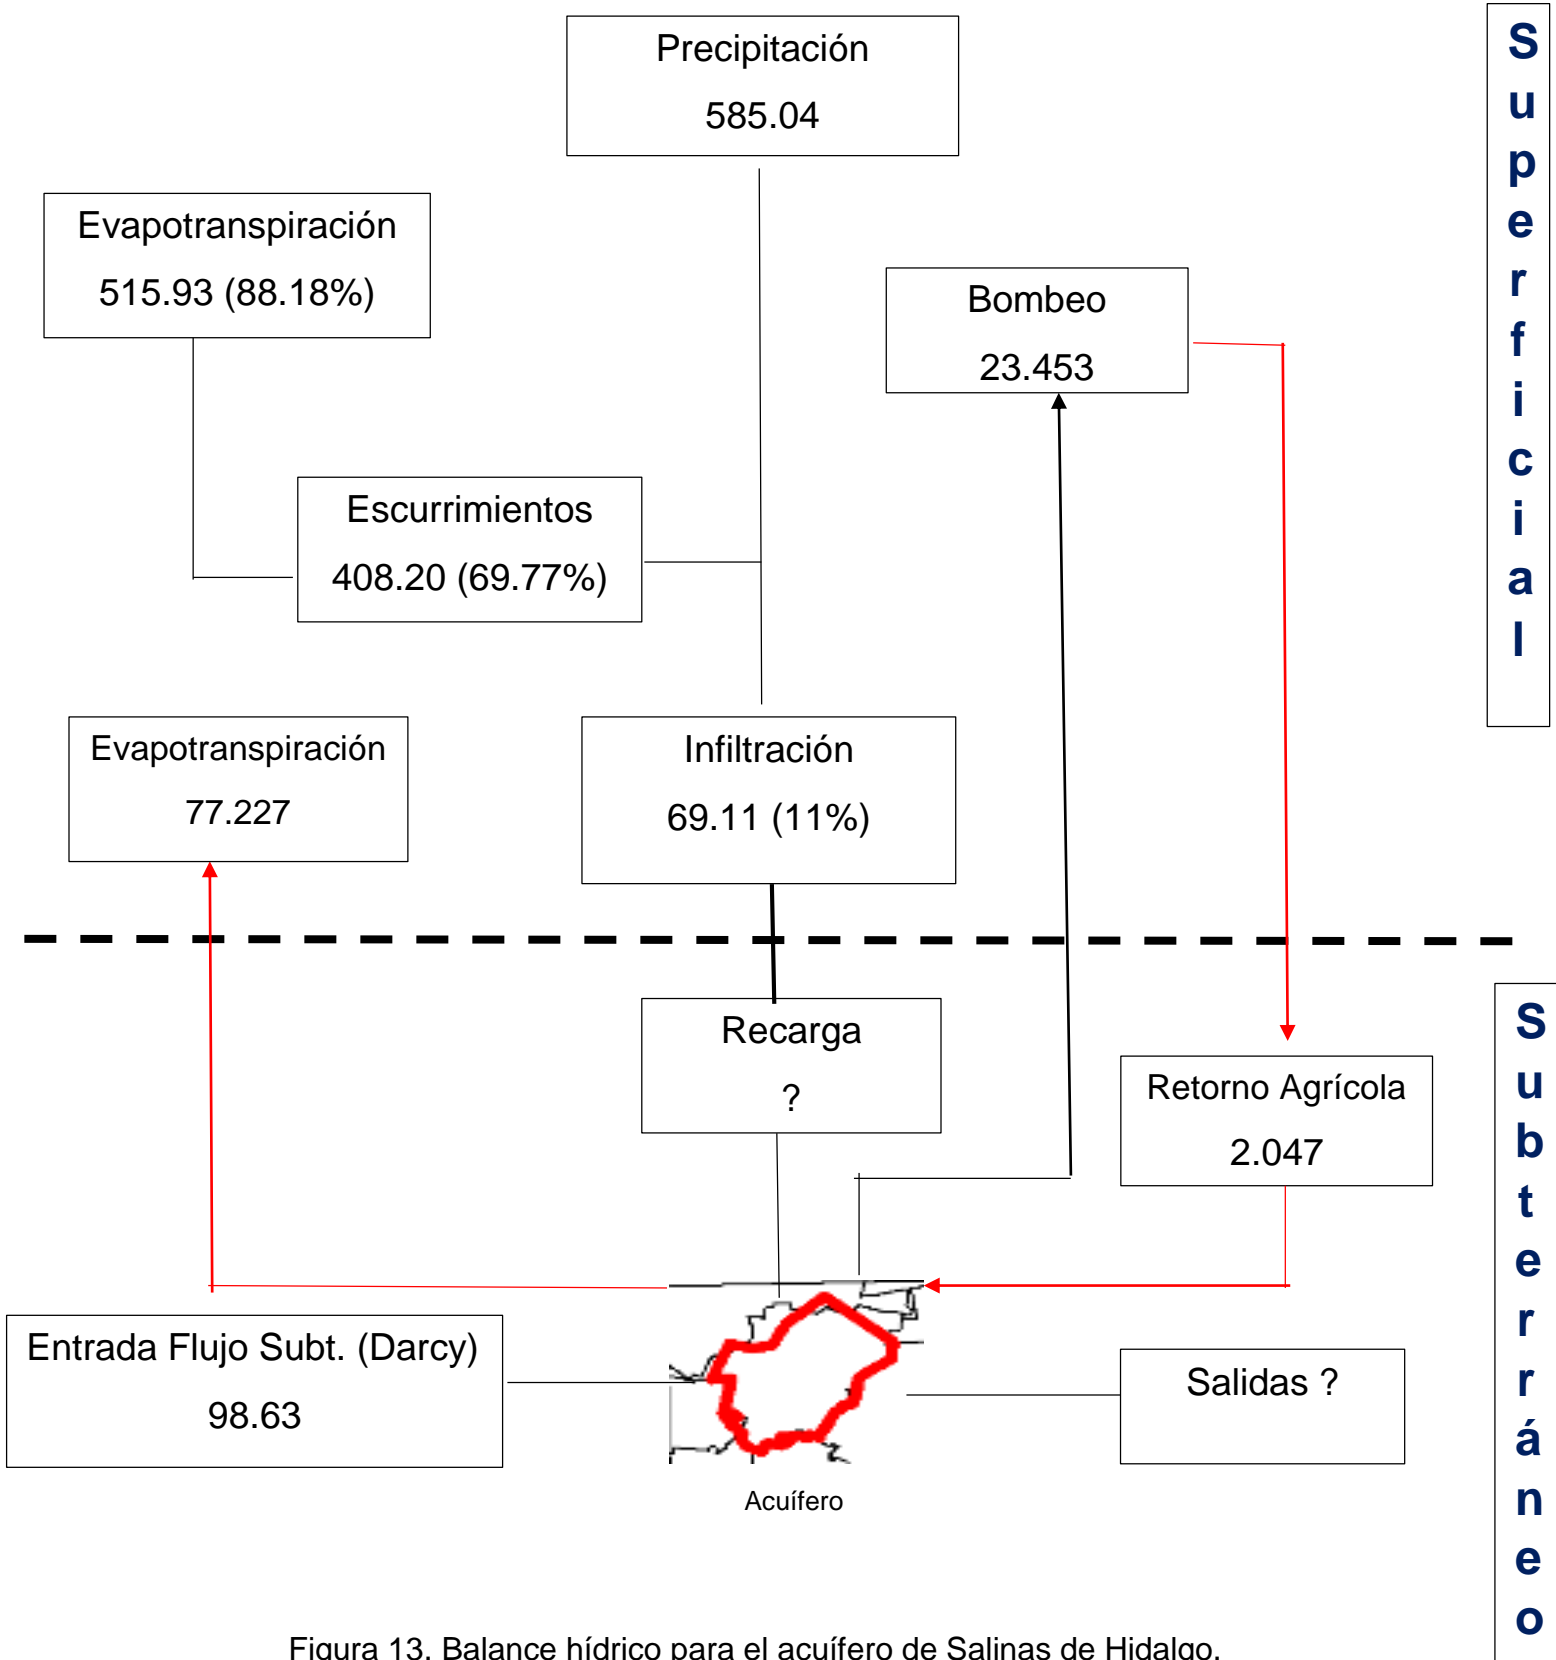 Precipitación
585.04
Superficial
Evapotranspiración
515.93 (88.18%)
Bombeo
23.453
Escurrimientos
408.20 (69.77%)
Evapotranspiración
77.227
Infiltración
69.11 (11%)
Subterráneo
Recarga
?
Retorno Agrícola
2.047
Entrada Flujo Subt. (Darcy)
98.63
Salidas ?
Acuífero
Figura 13. Balance hídrico para el acuífero de Salinas de Hidalgo.